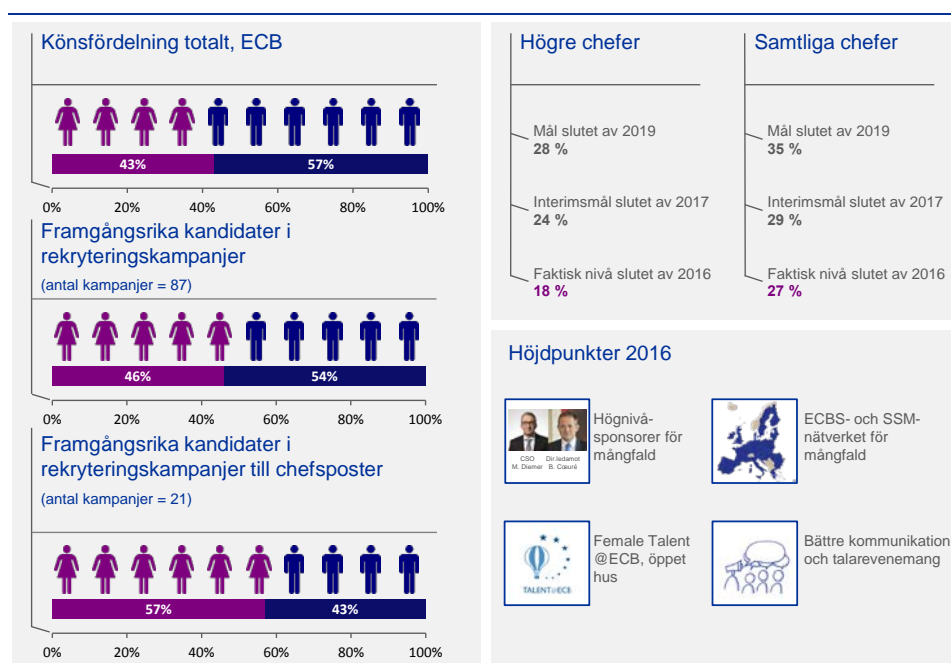 Könsfördelning totalt, ECB
43%
57%
0% 20% 40% 60% 80% 100%
Framgångsrika kandidater i
rekryteringskampanjer
(antal kampanjer = 87)
46%
54%
0% 20% 40% 60% 80% 100%
Framgångsrika kandidater i
rekryteringskampanjer till chefsposter
(antal kampanjer = 21)
57%
43%
0% 20% 40% 60% 80% 100%
Högre chefer
Mål slutet av 2019
28 %
Interimsmål slutet av 2017
24 %
Faktisk nivå slutet av 2016
18 %
Samtliga chefer
Mål slutet av 2019
35 %
Interimsmål slutet av 2017
29 %
Faktisk nivå slutet av 2016
27 %
Höjdpunkter 2016
CSO
M. Diemer
Dir.ledamot
B. Cœuré
Högnivå-
sponsorer för
mångfald
ECBS- och SSM-
nätverket för
mångfald
TALENT@ECB
Female Talent
@ECB, öppet
hus
Bättre kommunikation
och talarevenemang